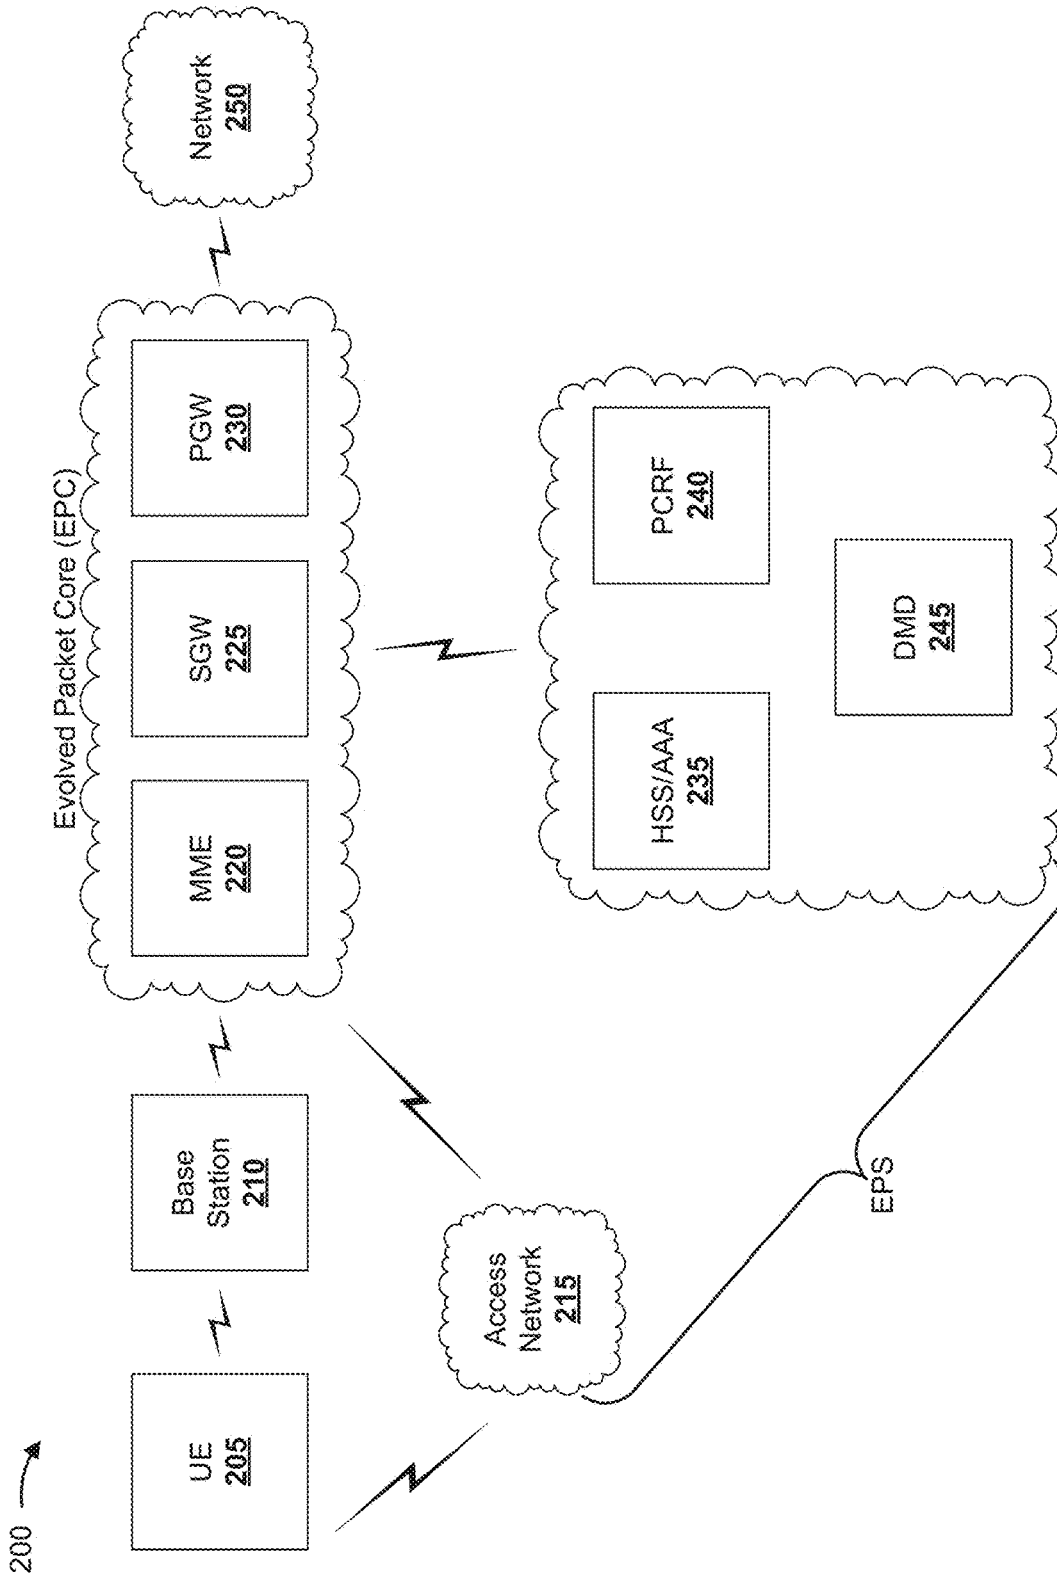 200
Evolved Packet Core (EPC)
UE
205
Base
Station
210
MME
220
SGW
225
PGW
230
Network
250
Access
Network
215
HSS/AAA
235
PCRF
240
DMD
245
EPS